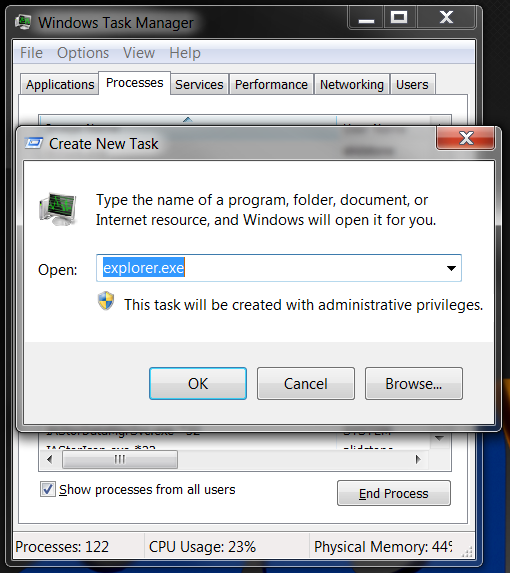 Windows Task Manager
File Options View Help
Applications Processes Services Performance Networking Users
Create New Task
Type the name of a program, folder, document, or
Internet resource, and Windows will open it for you.
Open: explorer.exe
This task will be created with administrative privileges.
OK Cancel Browse...
IAStorIcon.exe *32
Show processes from all users
End Process
Processes: 122 CPU Usage: 23% Physical Memory: 44%